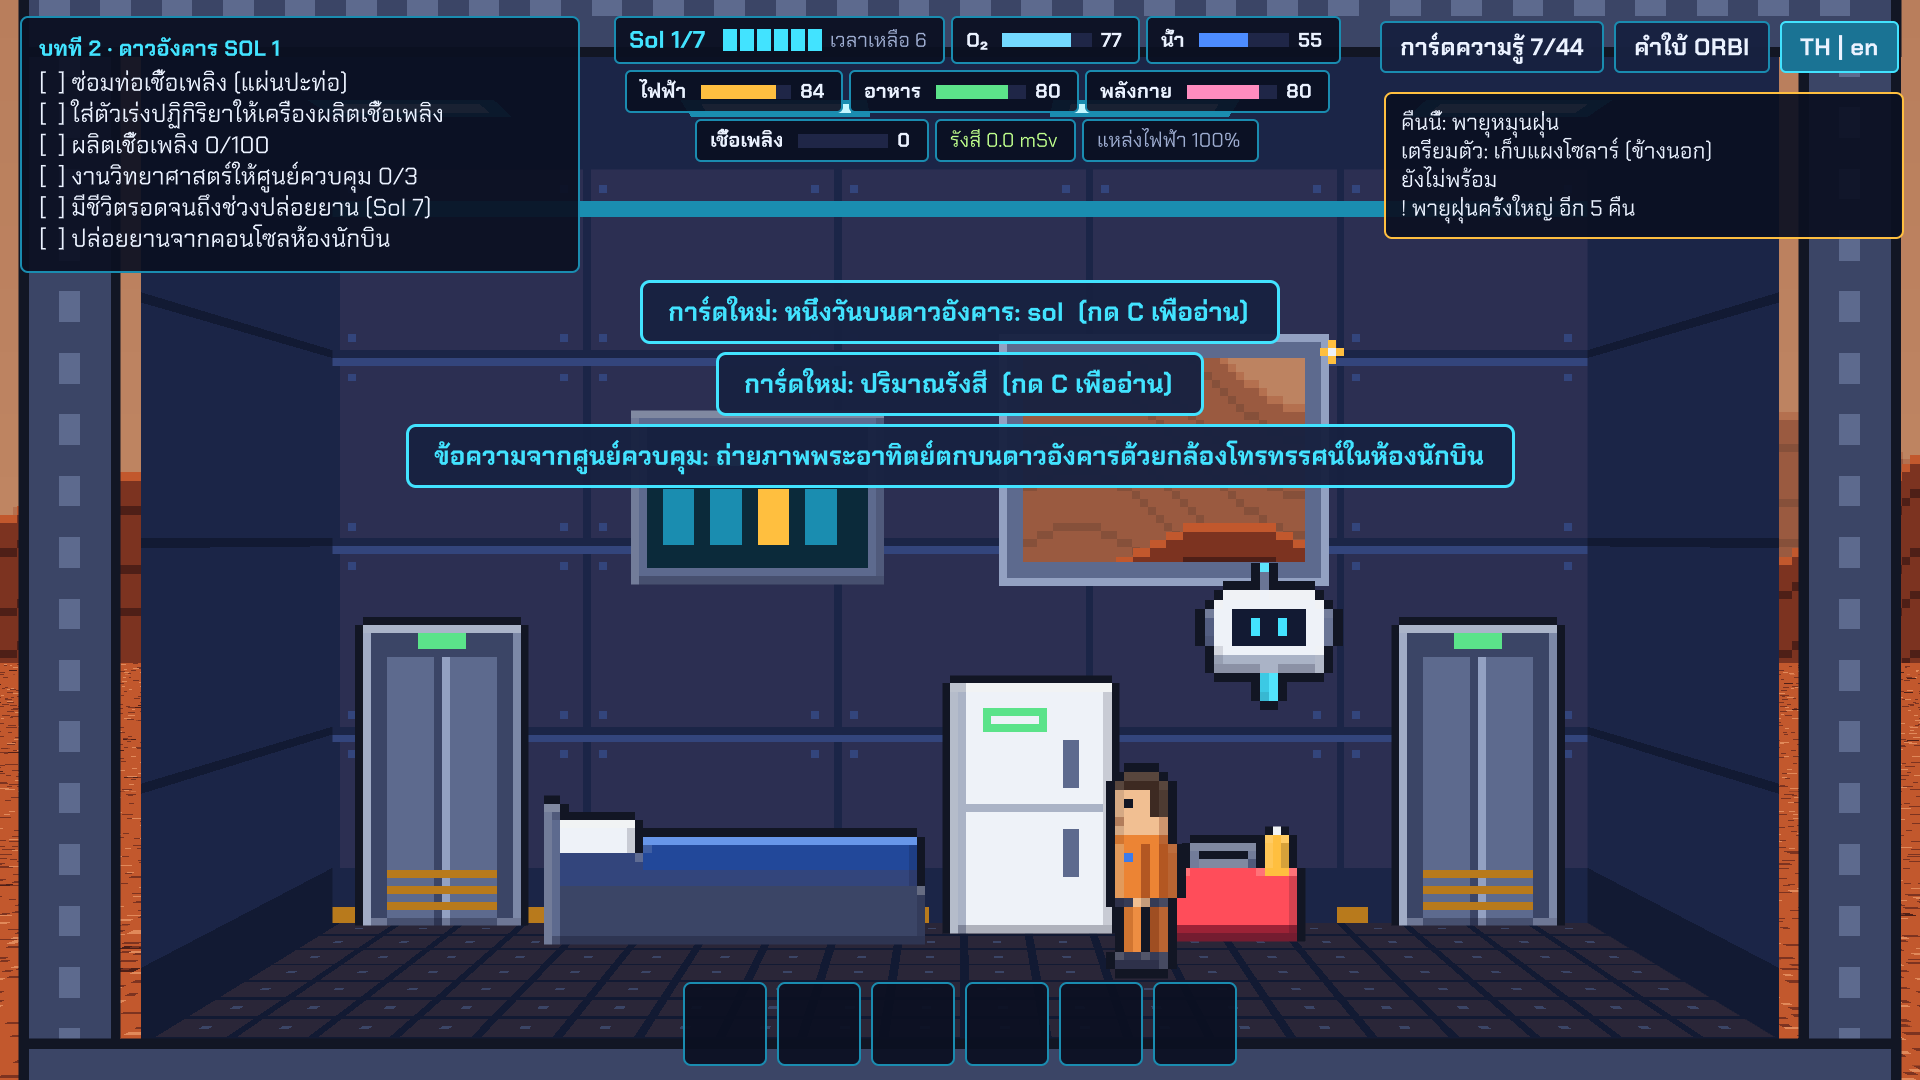 บทที่ 2 · ดาวอังคาร SOL 1
[ ] ซ่อมท่อเชื้อเพลิง (แผ่นปะท่อ)
[ ] ใส่ตัวเร่งปฏิกิริยาให้เครื่องผลิตเชื้อเพลิง
[ ] ผลิตเชื้อเพลิง 0/100
[ ] งานวิทยาศาสตร์ให้ศูนย์ควบคุม 0/3
[ ] มีชีวิตรอดจนถึงช่วงปล่อยยาน (Sol 7)
[ ] ปล่อยยานจากคอนโซลห้องนักบิน
Sol 1/7 เวลาเหลือ 6
O₂ 77
น้ำ 55
ไฟฟ้า 84
อาหาร 80
พลังกาย 80
เชื้อเพลิง 0
รังสี 0.0 mSv
แหล่งไฟฟ้า 100%
การ์ดความรู้ 7/44
คำใบ้ ORBI
TH | en
คืนนี้: พายุหมุนฝุ่น
เตรียมตัว: เก็บแผงโซลาร์ (ข้างนอก)
ยังไม่พร้อม
! พายุฝุ่นครั้งใหญ่ อีก 5 คืน
การ์ดใหม่: หนึ่งวันบนดาวอังคาร: sol (กด C เพื่ออ่าน)
การ์ดใหม่: ปริมาณรังสี (กด C เพื่ออ่าน)
ข้อความจากศูนย์ควบคุม: ถ่ายภาพพระอาทิตย์ตกบนดาวอังคารด้วยกล้องโทรทรรศน์ในห้องนักบิน